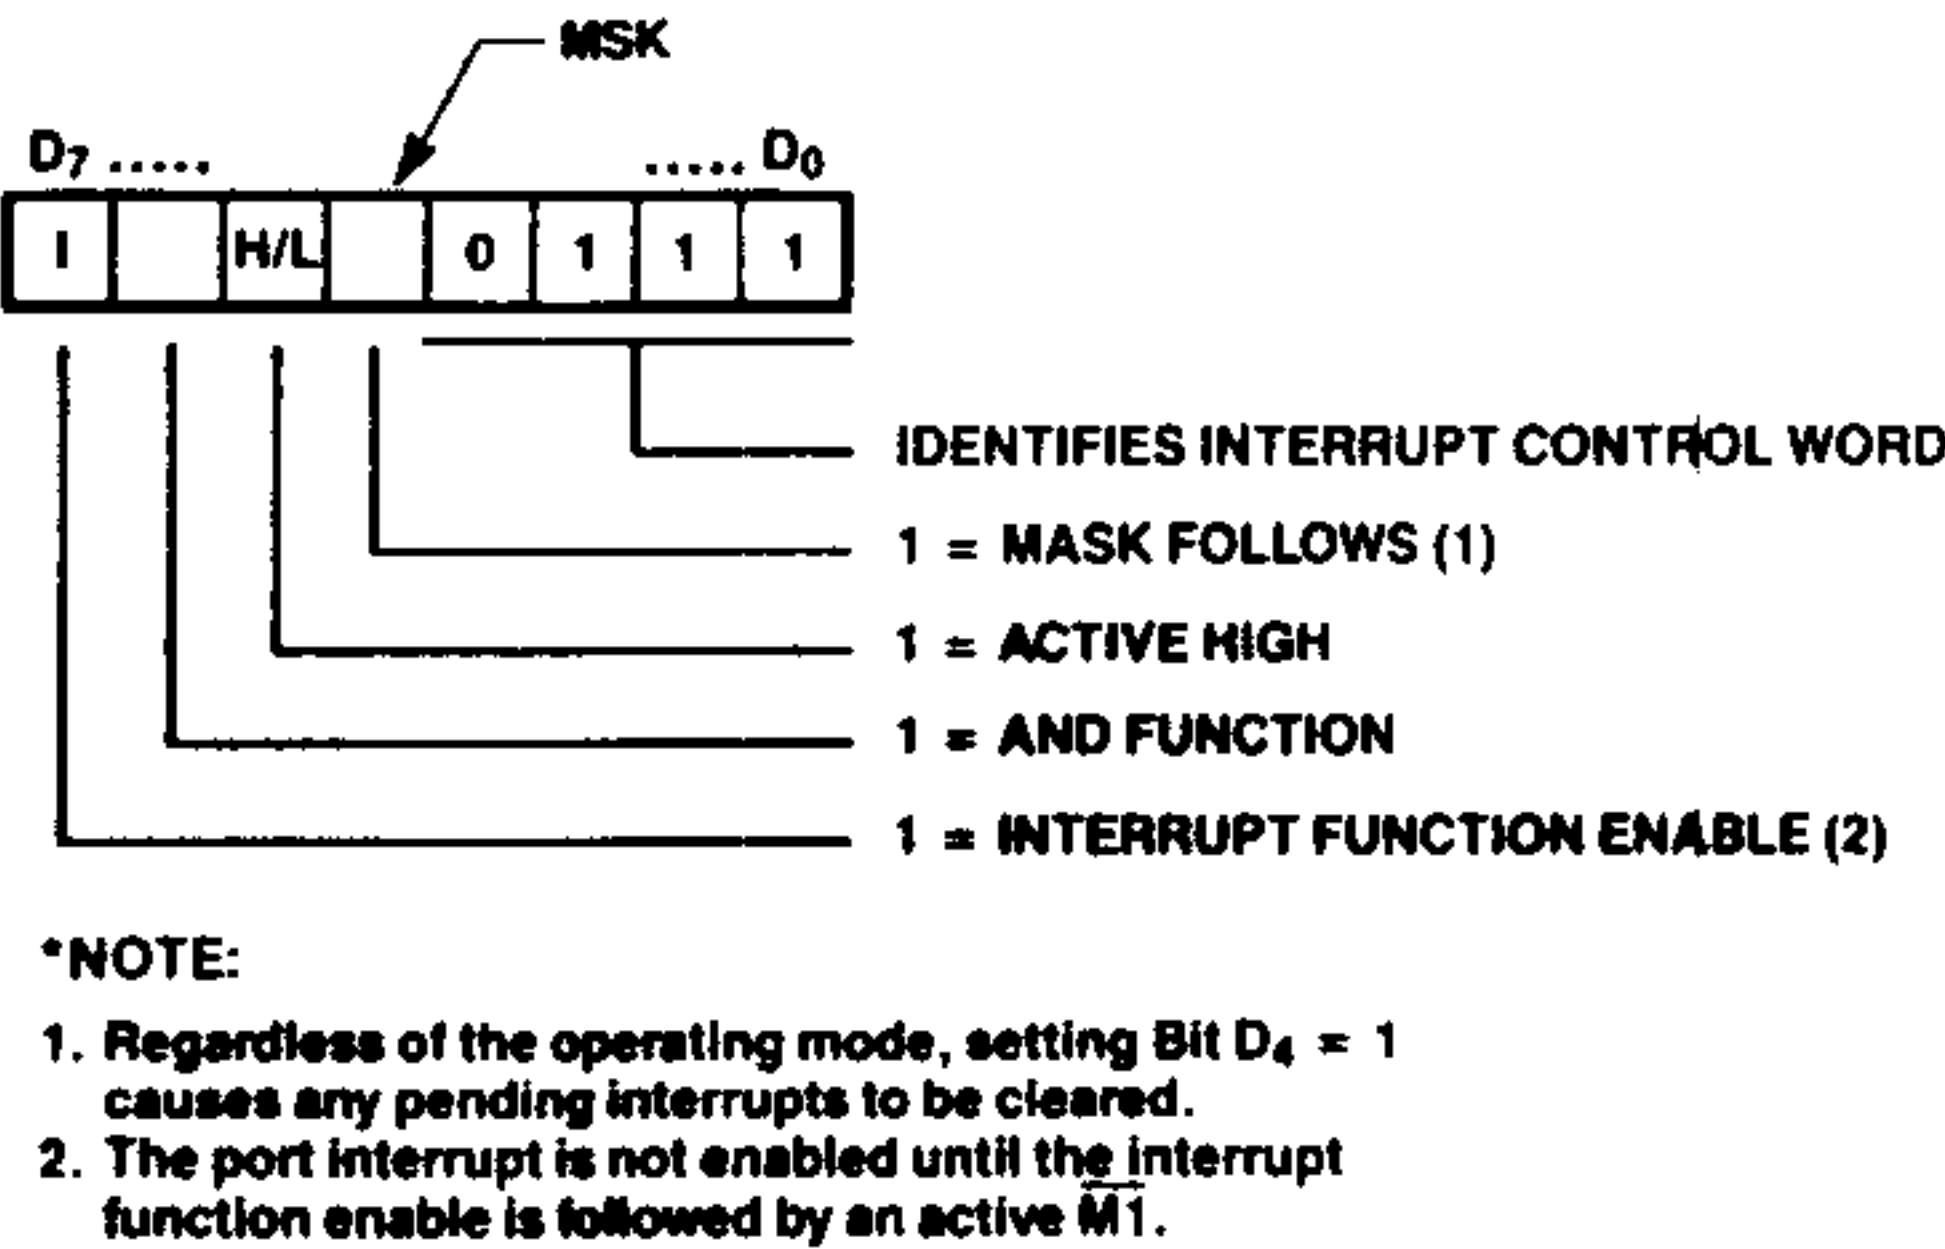 MSK
D7 ..... ..... D0
I H/L 0 1 1 1
IDENTIFIES INTERRUPT CONTROL WORD
1 = MASK FOLLOWS (1)
1 = ACTIVE HIGH
1 = AND FUNCTION
1 = INTERRUPT FUNCTION ENABLE (2)
*NOTE:
1. Regardless of the operating mode, setting Bit D4 = 1
causes any pending interrupts to be cleared.
2. The port interrupt is not enabled until the interrupt
function enable is followed by an active M̅1̅.